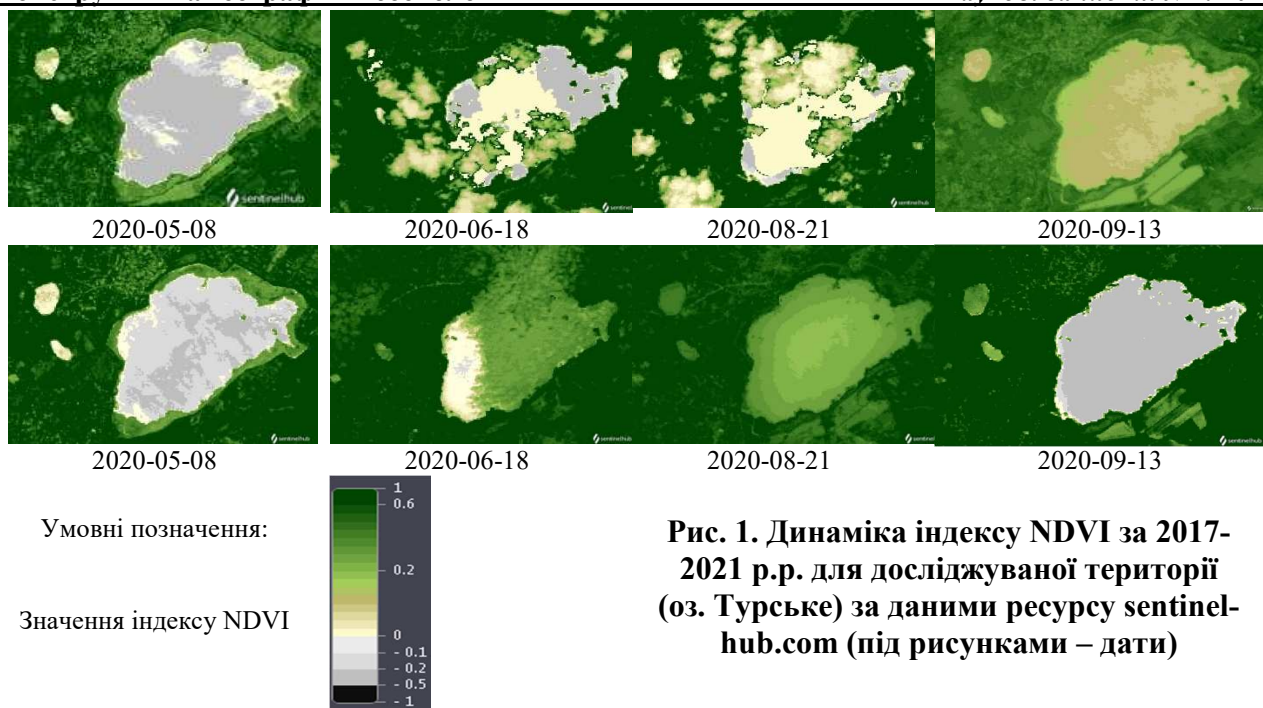 sentinelhub
2020-05-08 2020-06-18 2020-08-21 2020-09-13
sentinelhub
2020-05-08 2020-06-18 2020-08-21 2020-09-13
Умовні позначення:
Значення індексу NDVI
1
0.6
0.2
0
- 0.1
- 0.2
- 0.5
- 1
Рис. 1. Динаміка індексу NDVI за 2017-
2021 р.р. для досліджуваної території
(оз. Турське) за даними ресурсу sentinel-
hub.com (під рисунками – дати)